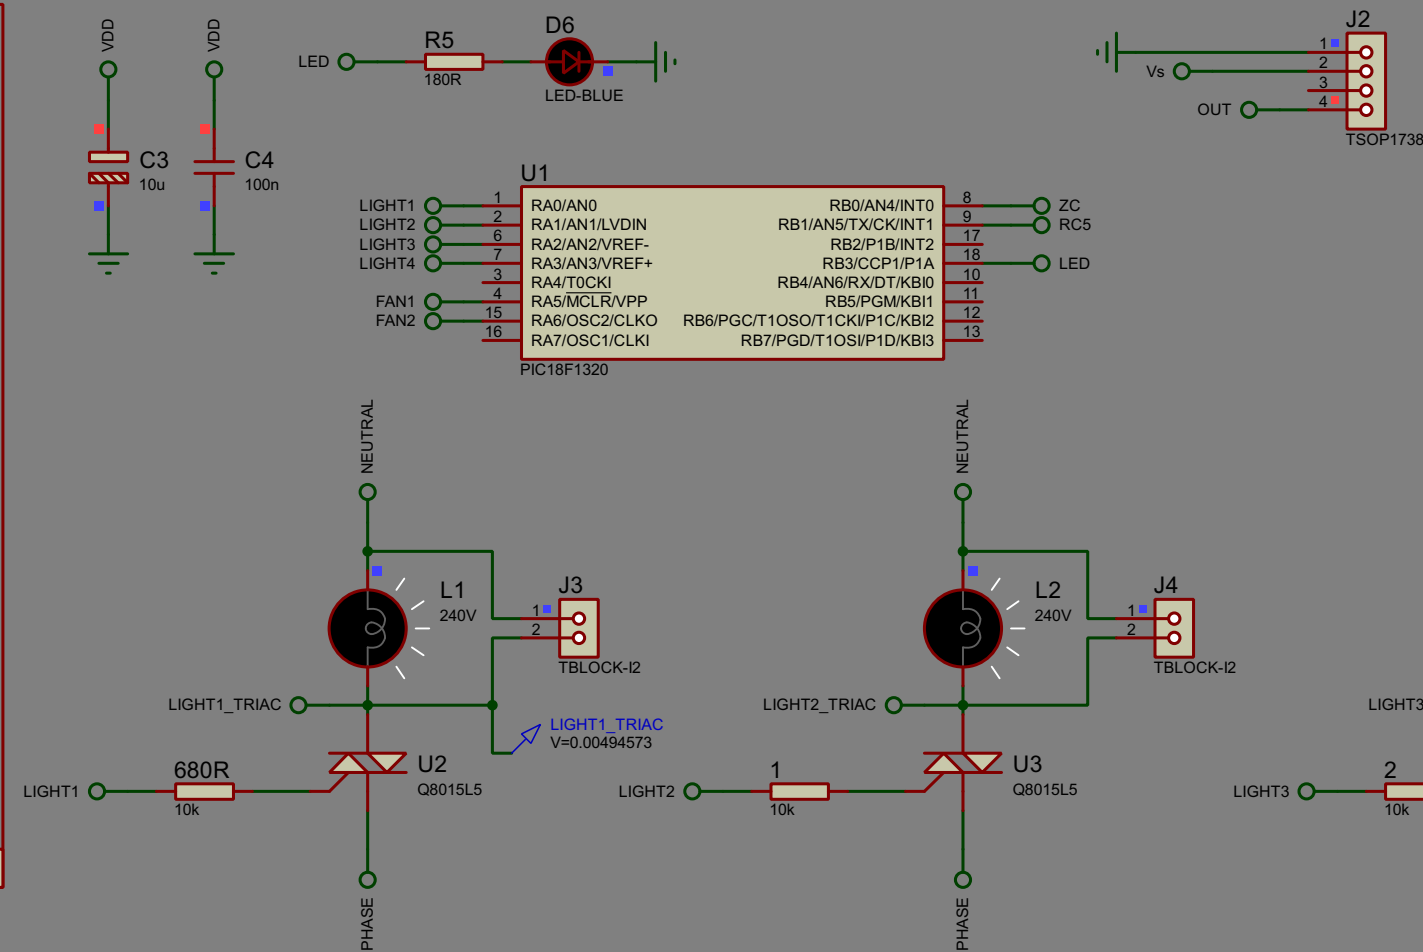 VDD
VDD
C3
10u
C4
100n
LED
R5
180R
D6
LED-BLUE
J2
1
2
3
4
Vs
OUT
TSOP1738
U1
LIGHT1
1
RA0/AN0
LIGHT2
2
RA1/AN1/LVDIN
LIGHT3
6
RA2/AN2/VREF-
LIGHT4
7
RA3/AN3/VREF+
3
RA4/T0CKI
FAN1
4
RA5/MCLR/VPP
FAN2
15
RA6/OSC2/CLKO
16
RA7/OSC1/CLKI
RB0/AN4/INT0
8
ZC
RB1/AN5/TX/CK/INT1
9
RC5
RB2/P1B/INT2
17
RB3/CCP1/P1A
18
LED
RB4/AN6/RX/DT/KBI0
10
RB5/PGM/KBI1
11
RB6/PGC/T1OSO/T1CKI/P1C/KBI2
12
RB7/PGD/T1OSI/P1D/KBI3
13
PIC18F1320
NEUTRAL
L1
240V
J3
1
2
TBLOCK-I2
LIGHT1_TRIAC
LIGHT1_TRIAC
V=0.00494573
U2
Q8015L5
LIGHT1
680R
10k
PHASE
NEUTRAL
L2
240V
J4
1
2
TBLOCK-I2
LIGHT2_TRIAC
U3
Q8015L5
LIGHT2
1
10k
PHASE
LIGHT3
LIGHT3
2
10k